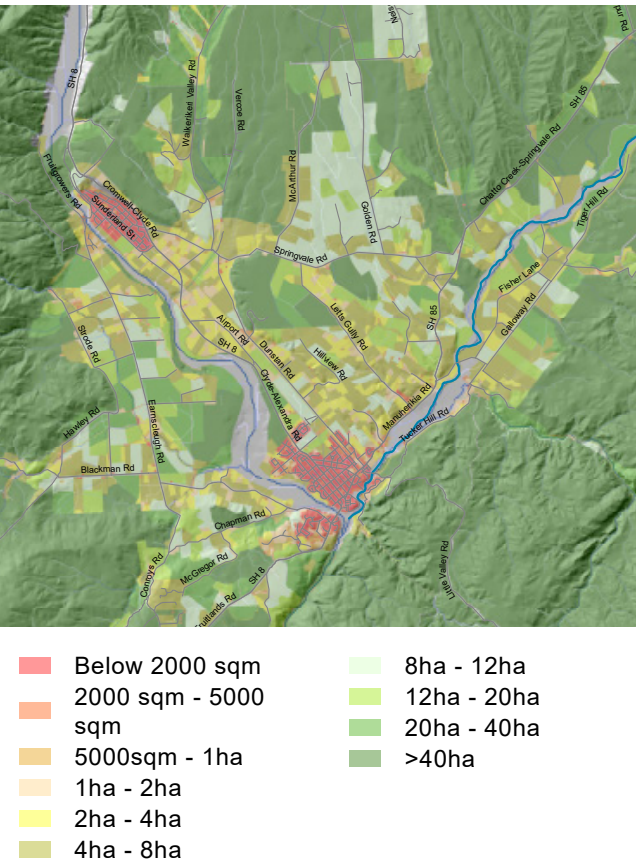 Neis
pur Rd
SH 8
Waikerikeri Valley Rd
Vercoe Rd
SH 85
McArthur Rd
Chatto Creek-Springvale Rd
Fruitgrowers Rd
Cromwell-Clyde Rd
Sunderland St
Golden Rd
Tiger Hill Rd
Springvale Rd
Fisher Lane
Letts Gully Rd
SH 85
Galloway Rd
Strode Rd
Airport Rd
SH 8
Dunstan Rd
Hillview Rd
Clyde-Alexandra Rd
Manuherikia Rd
Tucker Hill Rd
Hawley Rd
Earnscleugh Rd
Blackman Rd
Chapman Rd
Conroys Rd
McGregor Rd
SH 8
Fruitlands Rd
Little Valley Rd
Below 2000 sqm
2000 sqm - 5000
sqm
5000sqm - 1ha
1ha - 2ha
2ha - 4ha
4ha - 8ha
8ha - 12ha
12ha - 20ha
20ha - 40ha
>40ha